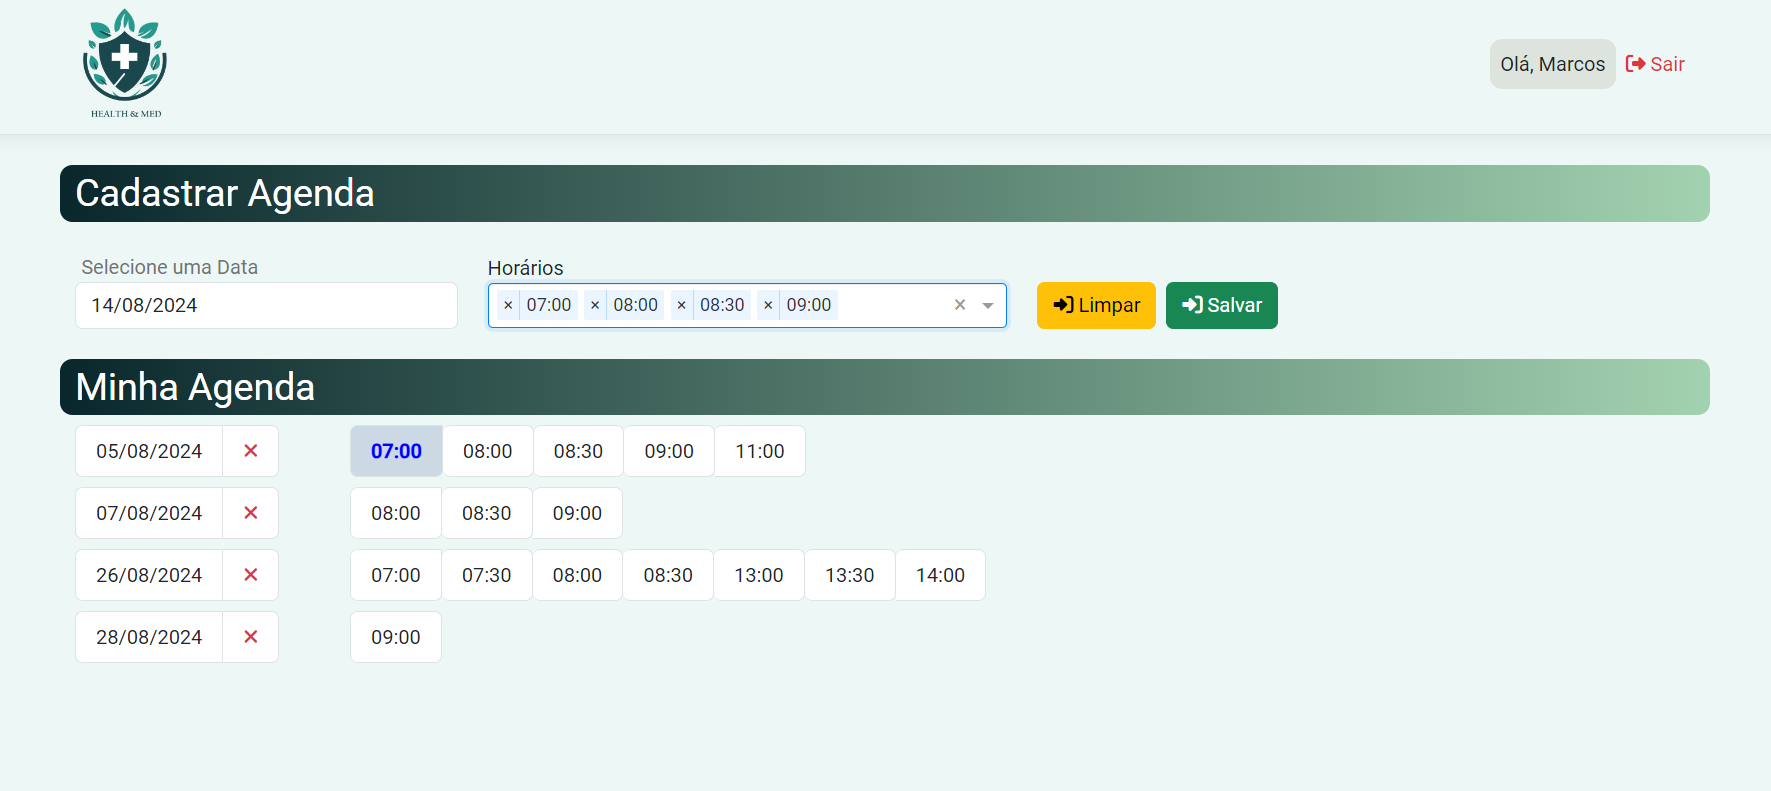 HEALTH & MED
Olá, Marcos Sair
Cadastrar Agenda
Selecione uma Data Horários
14/08/2024 × 07:00 × 08:00 × 08:30 × 09:00 × Limpar Salvar
Minha Agenda
05/08/2024 × 07:00 08:00 08:30 09:00 11:00
07/08/2024 × 08:00 08:30 09:00
26/08/2024 × 07:00 07:30 08:00 08:30 13:00 13:30 14:00
28/08/2024 × 09:00